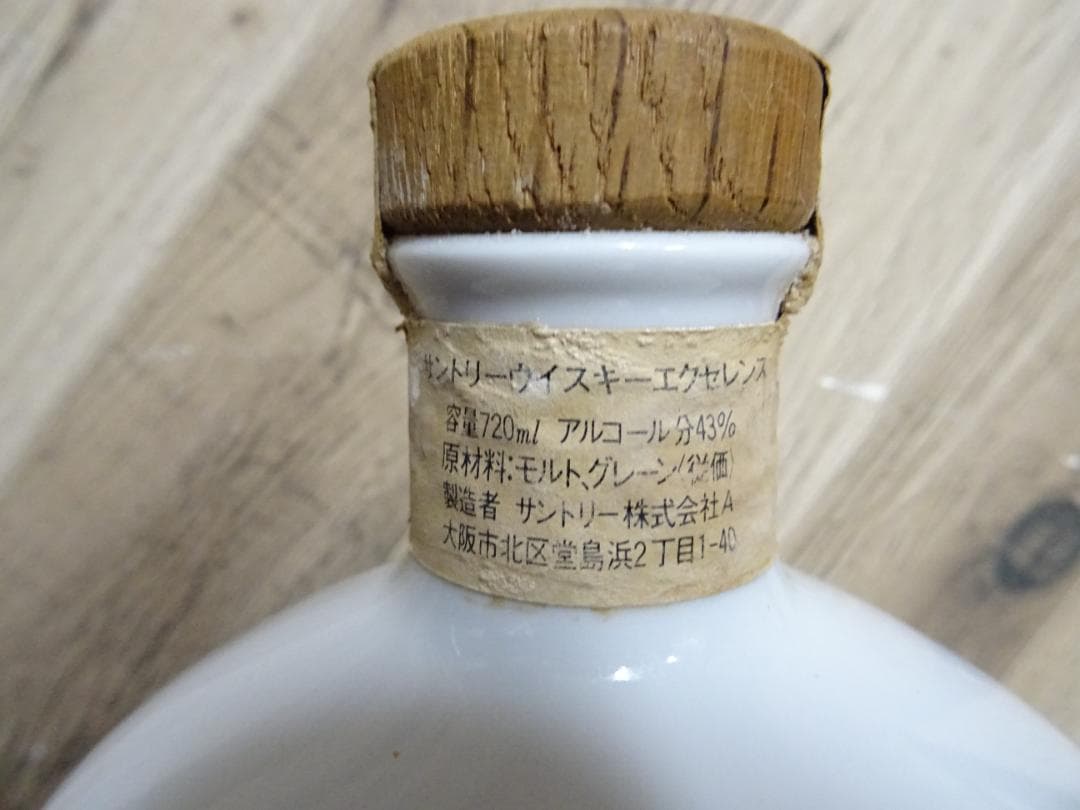 サントリーウイスキーエクセレンス
容量720ml アルコール分43%
原材料:モルト、グレーン(従価)
製造者 サントリー株式会社A
大阪市北区堂島浜2丁目1-40